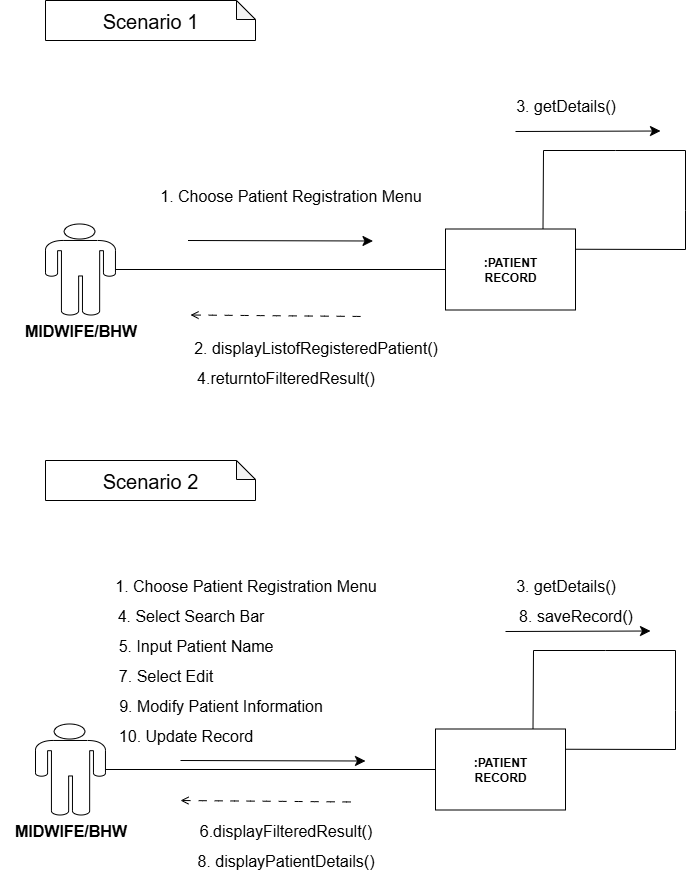 Scenario 1
3. getDetails()
1. Choose Patient Registration Menu
:PATIENT
RECORD
MIDWIFE/BHW
2. displayListofRegisteredPatient()
4.returntoFilteredResult()
Scenario 2
1. Choose Patient Registration Menu
3. getDetails()
4. Select Search Bar
8. saveRecord()
5. Input Patient Name
7. Select Edit
9. Modify Patient Information
10. Update Record
:PATIENT
RECORD
MIDWIFE/BHW
6.displayFilteredResult()
8. displayPatientDetails()